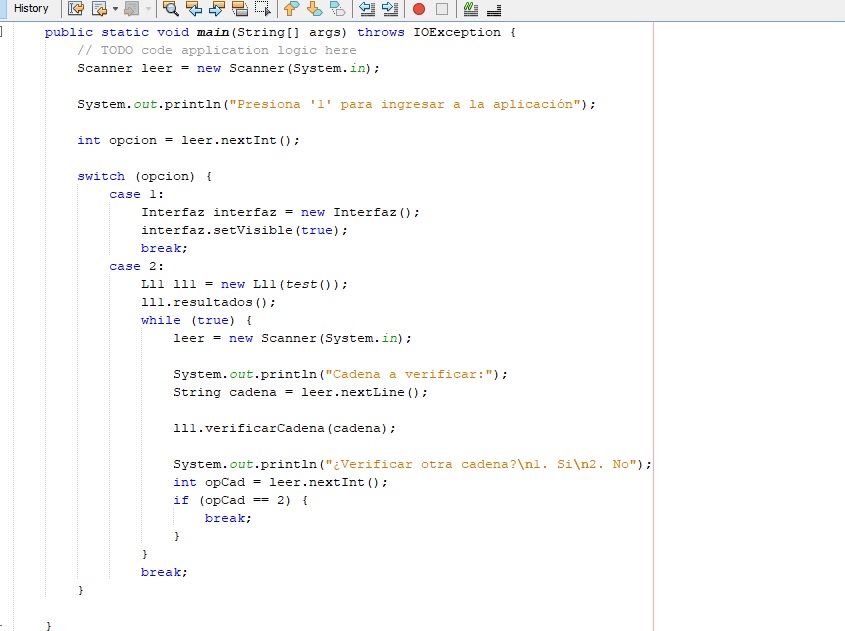 History
public static void main(String[] args) throws IOException {
// TODO code application logic here
Scanner leer = new Scanner(System.in);
System.out.println("Presiona '1' para ingresar a la aplicación");
int opcion = leer.nextInt();
switch (opcion) {
case 1:
Interfaz interfaz = new Interfaz();
interfaz.setVisible(true);
break;
case 2:
Ll1 ll1 = new Ll1(test());
ll1.resultados();
while (true) {
leer = new Scanner(System.in);
System.out.println("Cadena a verificar:");
String cadena = leer.nextLine();
ll1.verificarCadena(cadena);
System.out.println("¿Verificar otra cadena?\n1. Si\n2. No");
int opCad = leer.nextInt();
if (opCad == 2) {
break;
}
}
break;
}
}